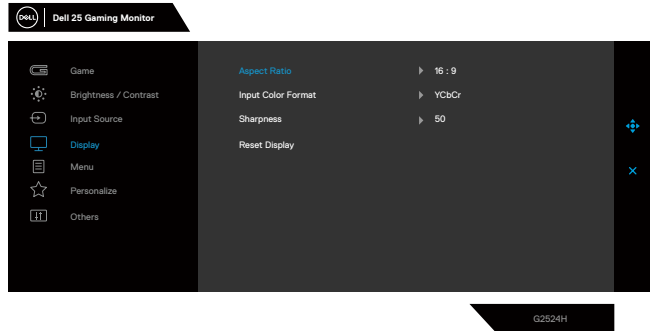 DELL Dell 25 Gaming Monitor
Game
Brightness / Contrast
Input Source
Display
Menu
Personalize
Others
Aspect Ratio 16 : 9
Input Color Format YCbCr
Sharpness 50
Reset Display
G2524H